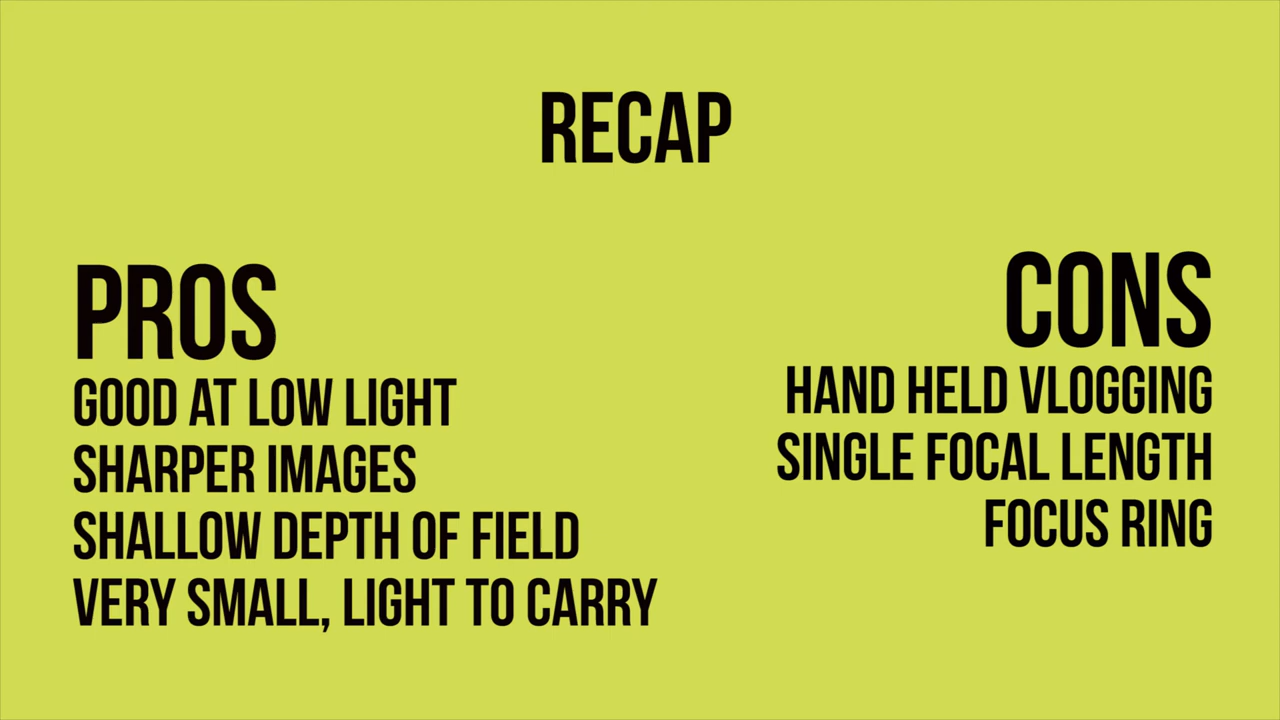 RECAP
PROS
GOOD AT LOW LIGHT
SHARPER IMAGES
SHALLOW DEPTH OF FIELD
VERY SMALL, LIGHT TO CARRY
CONS
HAND HELD VLOGGING
SINGLE FOCAL LENGTH
FOCUS RING